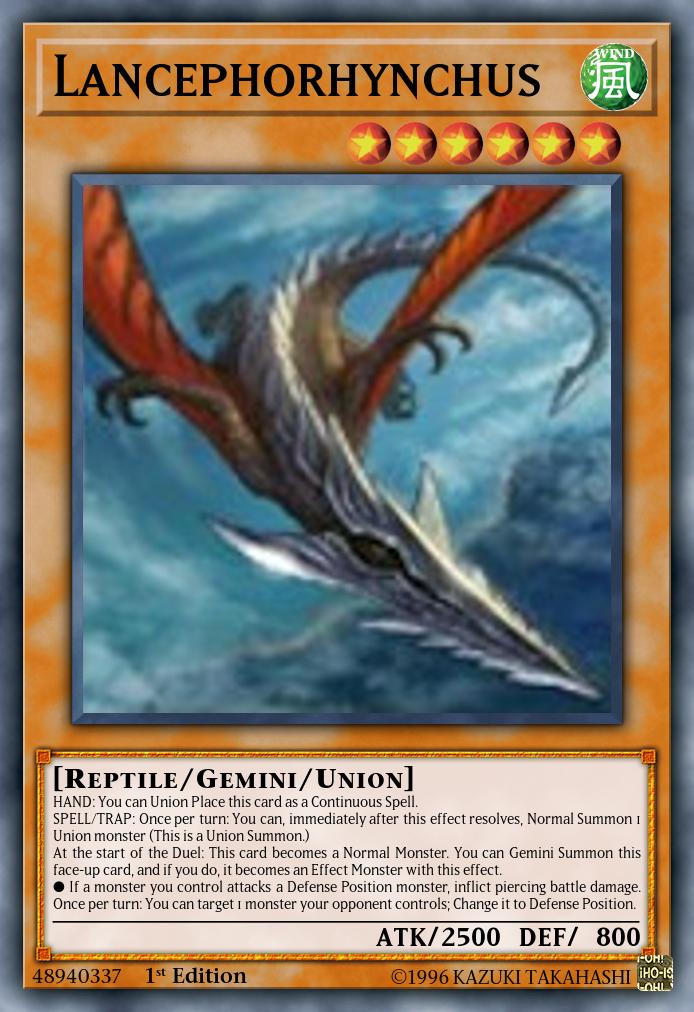 LANCEPHORHYNCHUS
WIND
風
[REPTILE/GEMINI/UNION]
HAND: You can Union Place this card as a Continuous Spell.
SPELL/TRAP: Once per turn: You can, immediately after this effect resolves, Normal Summon 1
Union monster (This is a Union Summon.)
At the start of the Duel: This card becomes a Normal Monster. You can Gemini Summon this
face-up card, and if you do, it becomes an Effect Monster with this effect.
● If a monster you control attacks a Defense Position monster, inflict piercing battle damage.
Once per turn: You can target 1 monster your opponent controls; Change it to Defense Position.
ATK/2500 DEF/ 800
48940337 1st Edition ©1996 KAZUKI TAKAHASHI